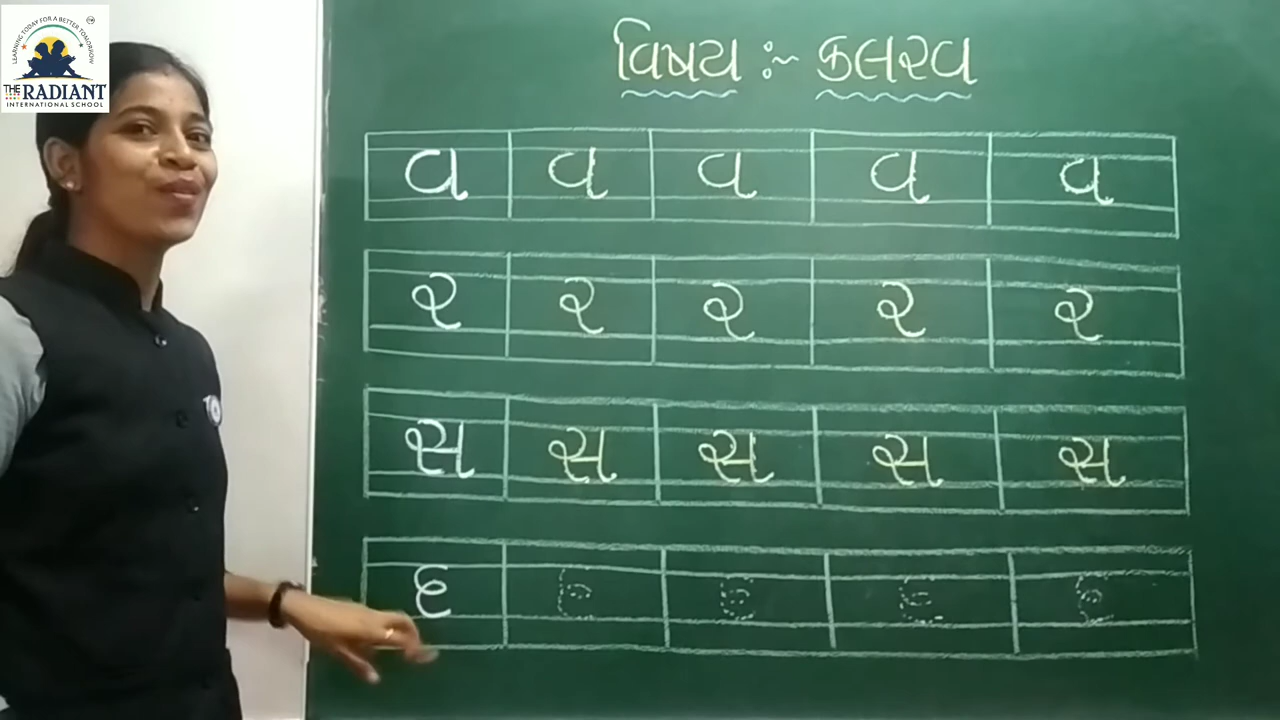 LEARNING TODAY FOR A BETTER TOMORROW
THE RADIANT
INTERNATIONAL SCHOOL
વિષય :~ કલરવ
વ વ વ વ વ
ર ર ર ર ર
સ સ સ સ સ
દ દ દ દ દ